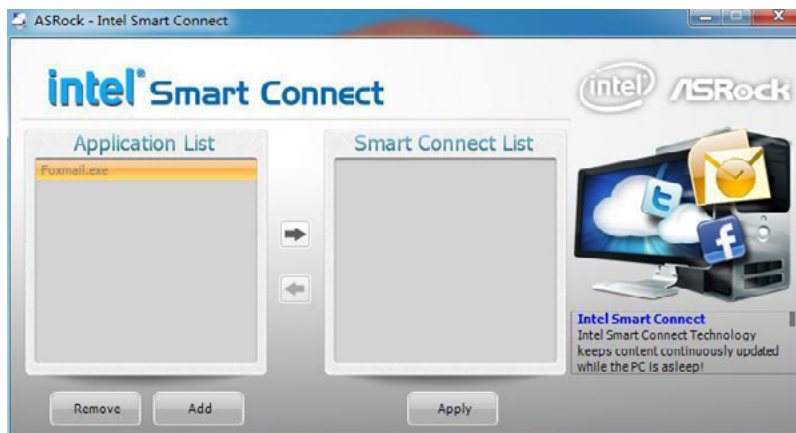 ASRock - Intel Smart Connect
intel® Smart Connect
intel® ASRock
Application List
Smart Connect List
Foxmail.exe
Intel Smart Connect
Intel Smart Connect Technology
keeps content continuously updated
while the PC is asleep!
Remove
Add
Apply